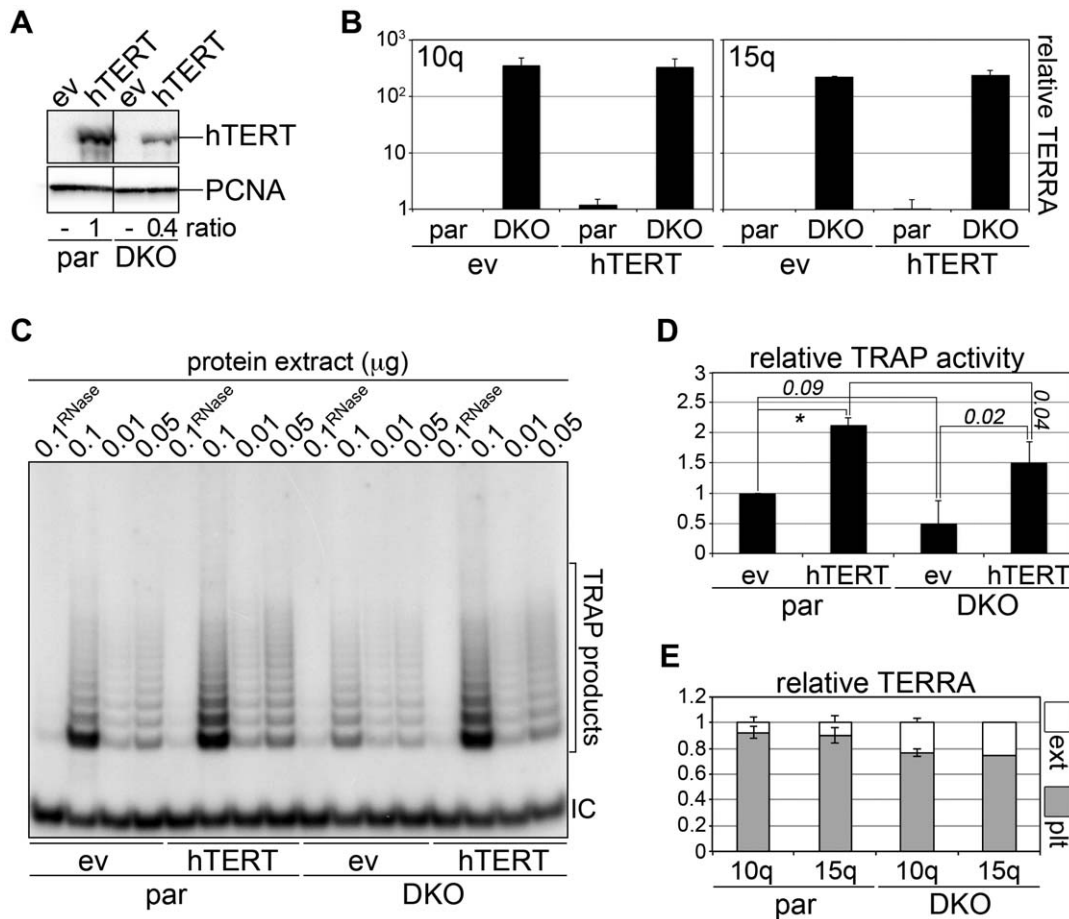 A
ev hTERT ev hTERT
hTERT
PCNA
- 1 - 0.4 ratio
par DKO
B
10q 15q
10³
10²
10
1
relative TERRA
par DKO par DKO par DKO par DKO
ev hTERT ev hTERT
C
protein extract (μg)
0.1RNase 0.1 0.01 0.05 0.1RNase 0.1 0.01 0.05 0.1RNase 0.1 0.01 0.05 0.1RNase 0.1 0.01 0.05
TRAP products
IC
ev hTERT ev hTERT
par DKO
D
relative TRAP activity
3
2.5
2
1.5
1
0.5
0
0.09
*
0.02
0.04
ev hTERT ev hTERT
par DKO
E
relative TERRA
1.2
1
0.8
0.6
0.4
0.2
0
ext
plt
10q 15q 10q 15q
par DKO